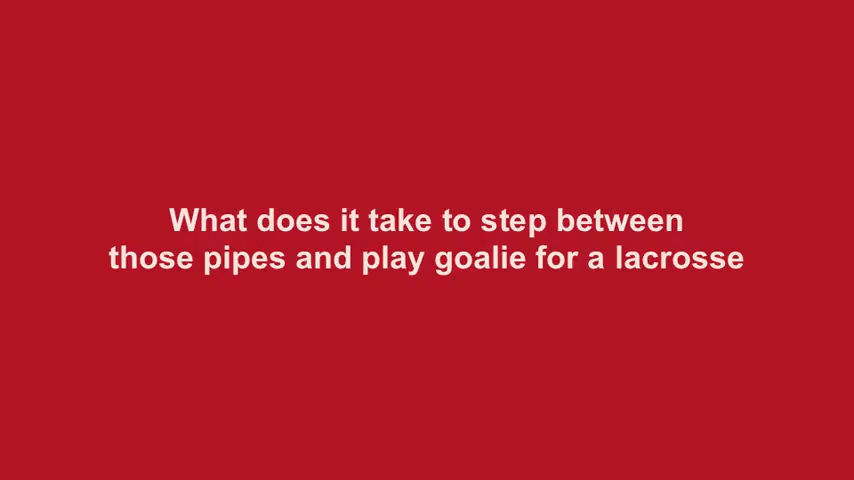 What does it take to step between
those pipes and play goalie for a lacrosse